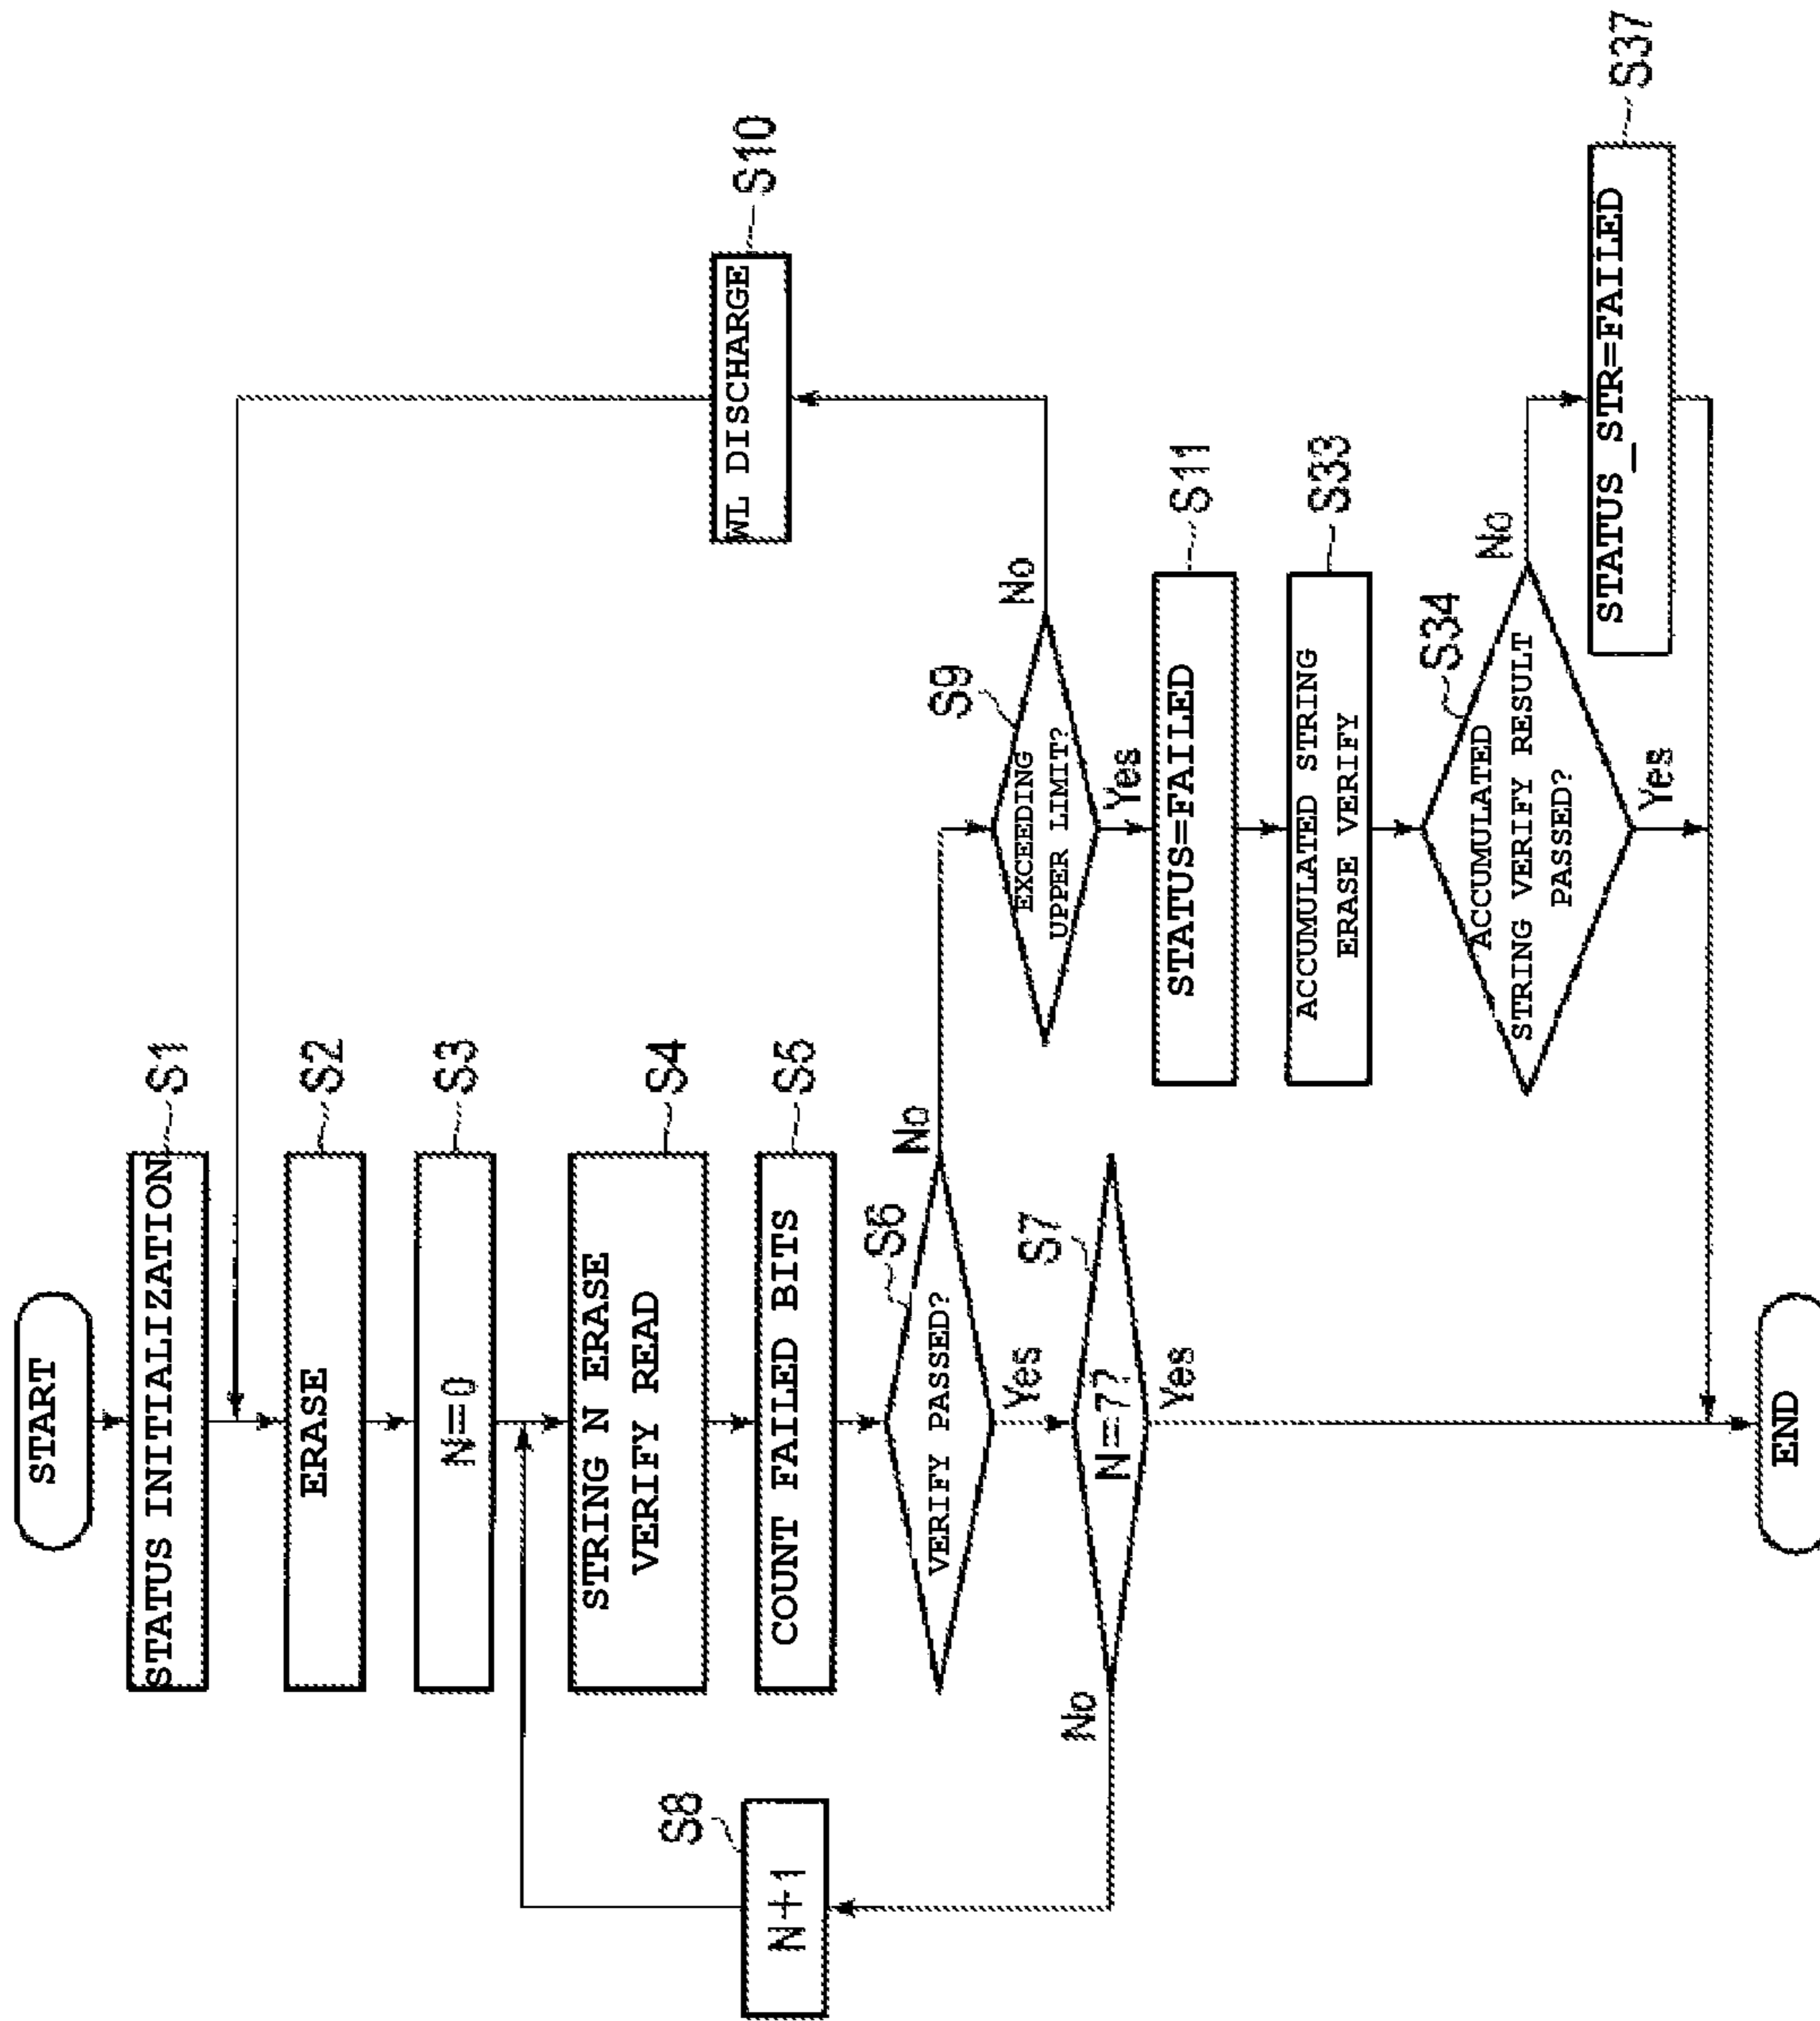 START
STATUS INITIALIZATION
S1
ERASE
S2
N=0
S3
STRING N ERASE
VERIFY READ
S4
COUNT FAILED BITS
S5
VERIFY PASSED?
S6
Yes
No
N=7?
S7
Yes
No
N+1
S8
EXCEEDING
UPPER LIMIT?
S9
No
Yes
WL DISCHARGE
S10
STATUS=FAILED
S11
ACCUMULATED STRING
ERASE VERIFY
S33
ACCUMULATED
STRING VERIFY RESULT
PASSED?
S34
No
Yes
STATUS_STR=FAILED
S37
END